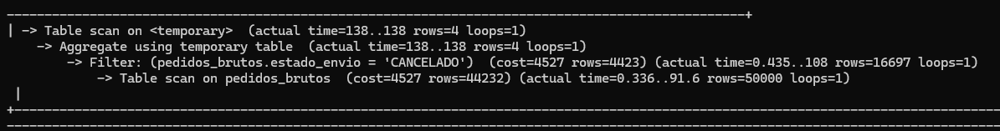 ------------------------------------------------------------------------------------------------+
| -> Table scan on <temporary>  (actual time=138..138 rows=4 loops=1)
    -> Aggregate using temporary table  (actual time=138..138 rows=4 loops=1)
        -> Filter: (pedidos_brutos.estado_envio = 'CANCELADO')  (cost=4527 rows=4423) (actual time=0.435..108 rows=16697 loops=1)
            -> Table scan on pedidos_brutos  (cost=4527 rows=44232) (actual time=0.336..91.6 rows=50000 loops=1)
 |
+----------------------------------------------------------------------------------------------------------------------------------
-----------------------------------------------------------------------------------------------------------------------------------